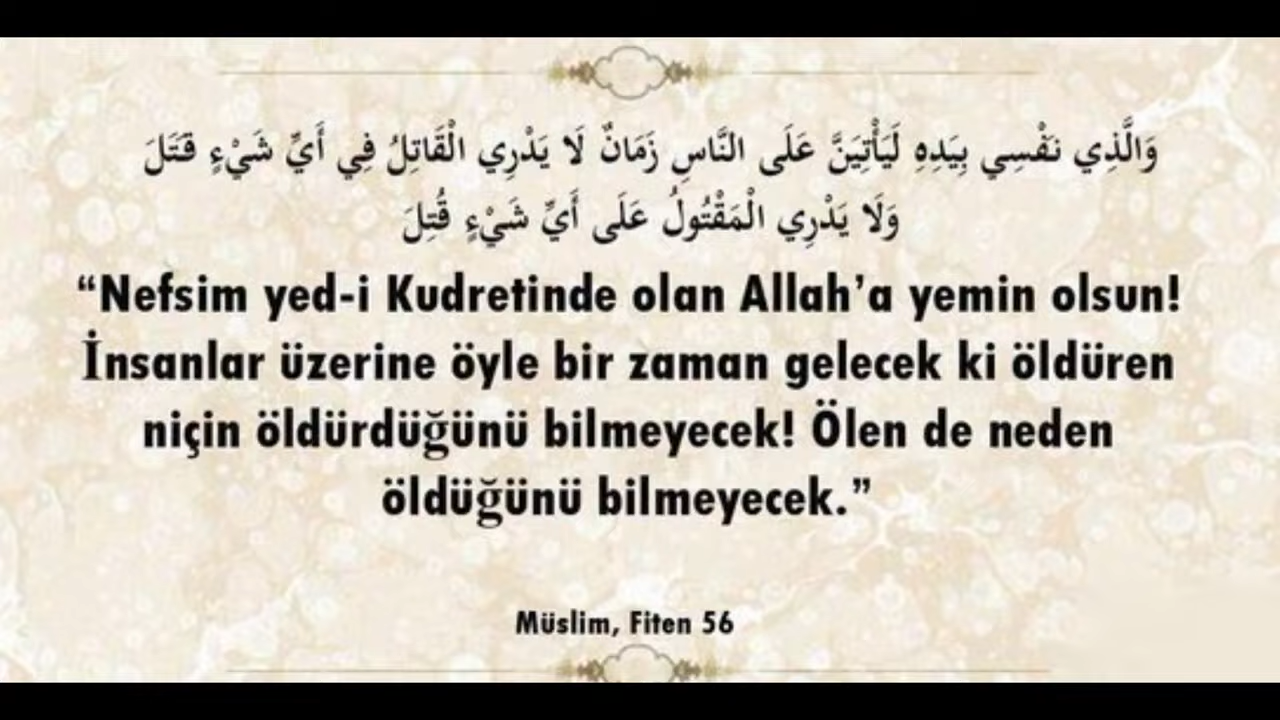 وَالَّذِي نَفْسِي بِيَدِهِ لَيَأْتِيَنَّ عَلَى النَّاسِ زَمَانٌ لَا يَدْرِي الْقَاتِلُ فِي أَيِّ شَيْءٍ قَتَلَ
وَلَا يَدْرِي الْمَقْتُولُ عَلَى أَيِّ شَيْءٍ قُتِلَ
“Nefsim yed-i Kudretinde olan Allah’a yemin olsun!
İnsanlar üzerine öyle bir zaman gelecek ki öldüren
niçin öldürdüğünü bilmeyecek! Ölen de neden
öldüğünü bilmeyecek.”
Müslim, Fiten 56